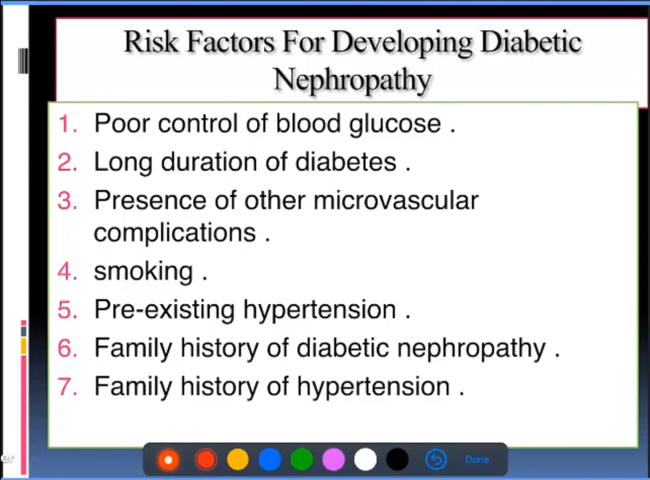 Risk Factors For Developing Diabetic
Nephropathy
1. Poor control of blood glucose .
2. Long duration of diabetes .
3. Presence of other microvascular
complications .
4. smoking .
5. Pre-existing hypertension .
6. Family history of diabetic nephropathy .
7. Family history of hypertension .
Done